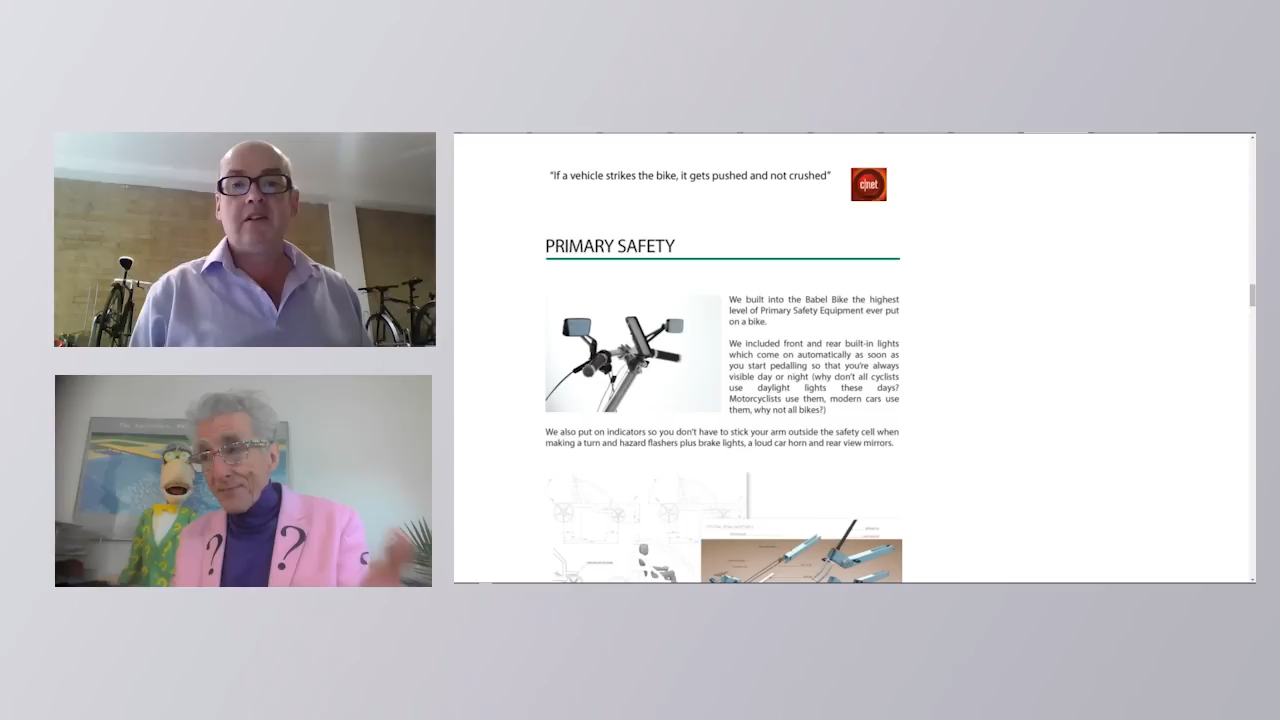 "If a vehicle strikes the bike, it gets pushed and not crushed"
c|net
PRIMARY SAFETY
We built into the Babel Bike the highest
level of Primary Safety Equipment ever put
on a bike.
We included front and rear built-in lights
which come on automatically as soon as
you start pedalling so that you're always
visible day or night (why don't all cyclists
use daylight lights these days?
Motorcyclists use them, modern cars use
them, why not all bikes?)
We also put on indicators so you don't have to stick your arm outside the safety cell when
making a turn and hazard flashers plus brake lights, a loud car horn and rear view mirrors.
?
?
?